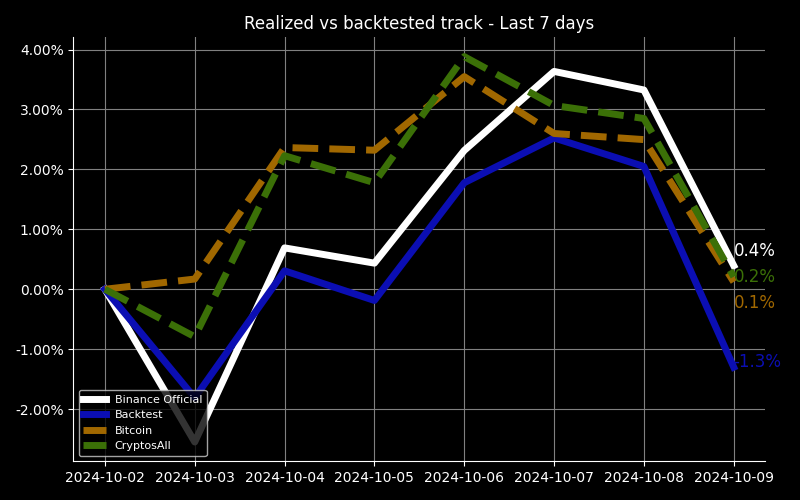 Realized vs backtested track - Last 7 days
4.00%
3.00%
2.00%
1.00%
0.00%
-1.00%
-2.00%
0.4%
0.2%
0.1%
-1.3%
Binance Official
Backtest
Bitcoin
CryptosAll
2024-10-02 2024-10-03 2024-10-04 2024-10-05 2024-10-06 2024-10-07 2024-10-08 2024-10-09